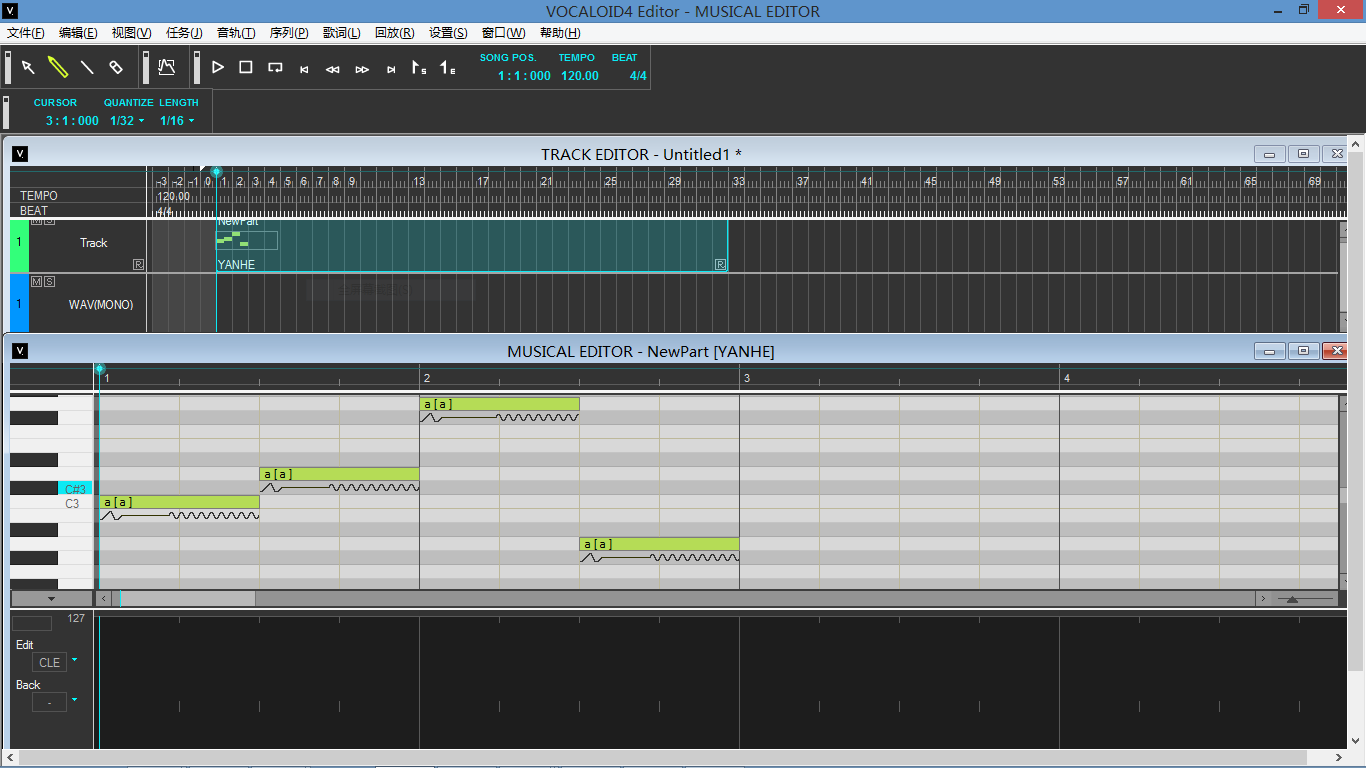 VOCALOID4 Editor - MUSICAL EDITOR
文件(F) 编辑(E) 视图(V) 任务(J) 音轨(T) 序列(P) 歌词(L) 回放(R) 设置(S) 窗口(W) 帮助(H)
SONG POS. TEMPO BEAT
1 : 1 : 000 120.00 4/4
CURSOR QUANTIZE LENGTH
3 : 1 : 000 1/32 1/16
TRACK EDITOR - Untitled1 *
-3 -2 -1 0 1 2 3 4 5 6 7 8 9 13 17 21 25 29 33 37 41 45 49 53 57 61 65 69
TEMPO 120.00
BEAT 4/4
M S NewPart
1 Track
R YANHE R
M S
1 WAV(MONO)
MUSICAL EDITOR - NewPart [YANHE]
1 2 3 4
a [ a ]
a [ a ]
C#3
C3 a [ a ]
a [ a ]
127
Edit
CLE
Back
-